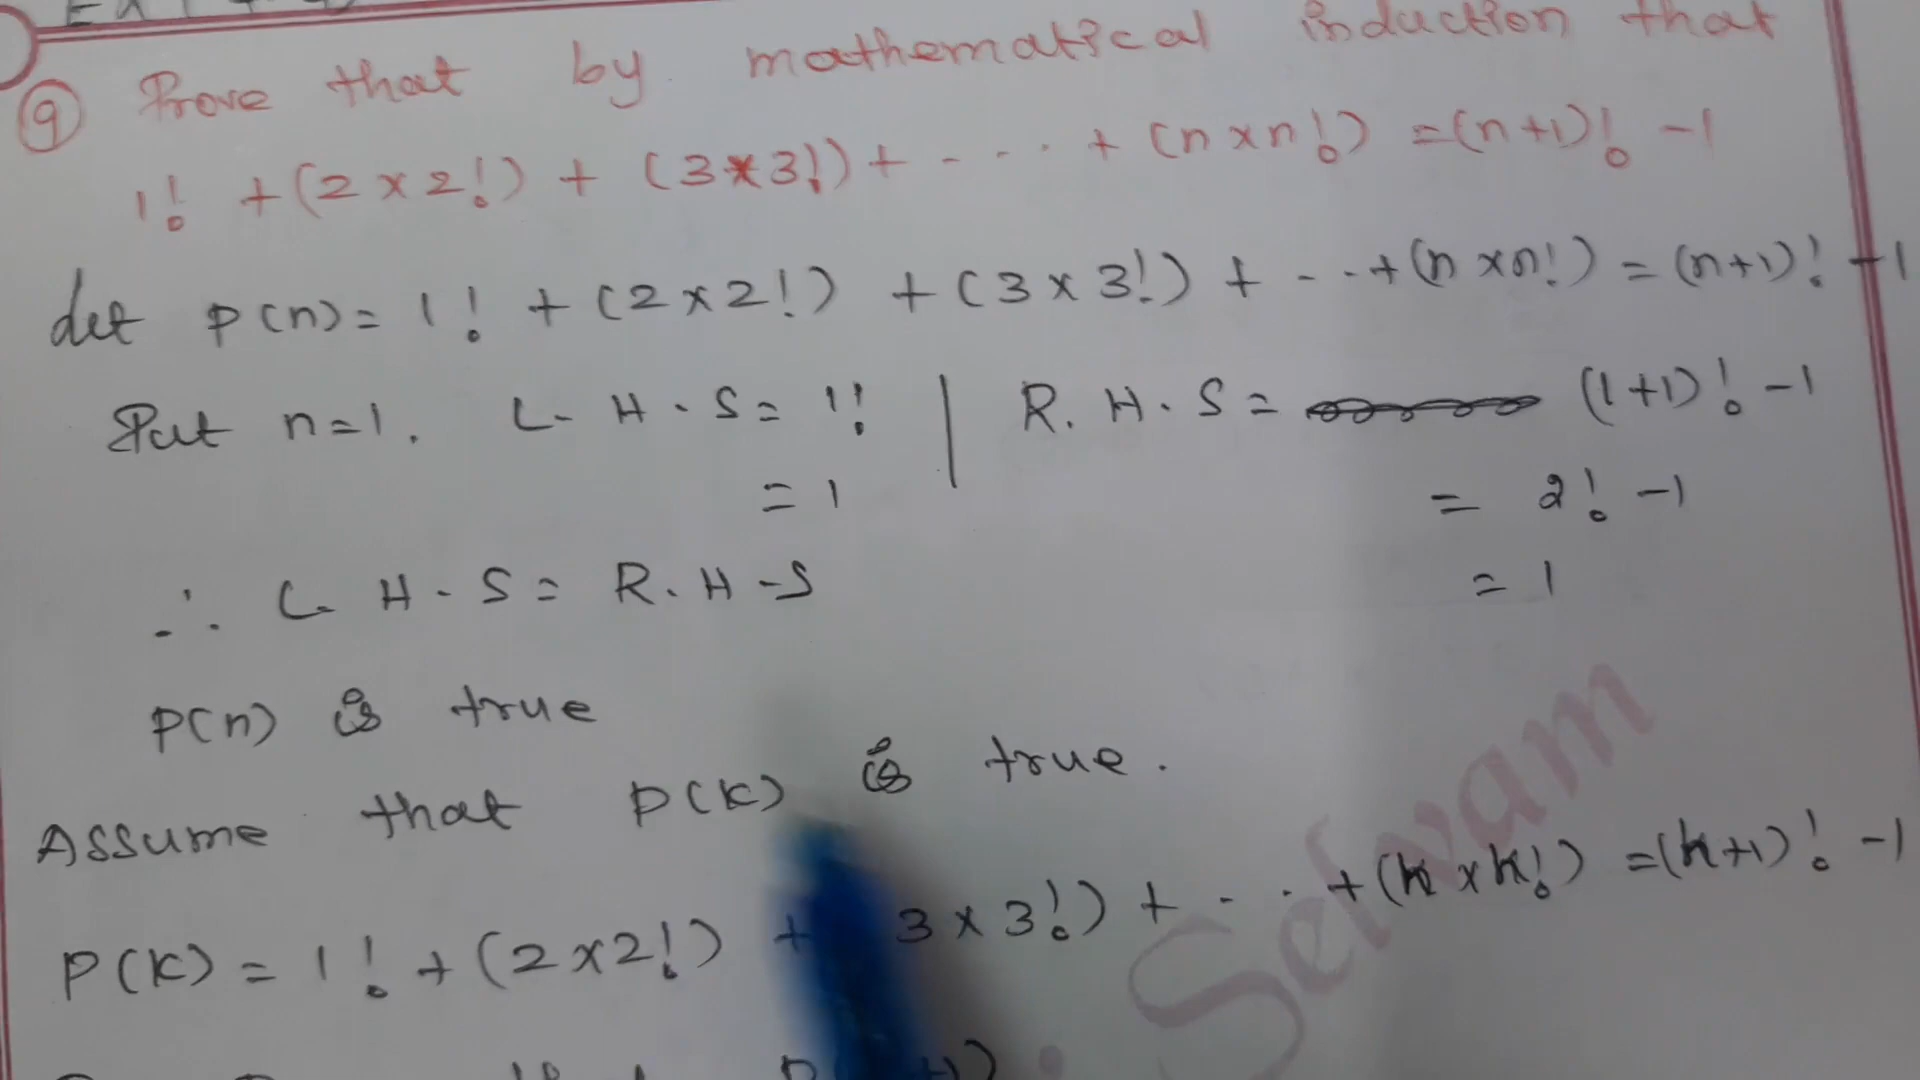 9 Prove that by mathematical induction that
1! + (2 x 2!) + (3 x 3!) + - - - . + (n x n!) = (n+1)! - 1
Let P(n) = 1! + (2 x 2!) + (3 x 3!) + - - - + (n x n!) = (n+1)! - 1
Put n=1. L.H.S = 1! | R.H.S = (1+1)! - 1
= 1
= 2! - 1
= 1
∴ L.H.S = R.H.S
P(n) is true
Assume that P(k) is true.
P(k) = 1! + (2 x 2!) + 3 x 3!) + - - . + (k x k!) = (k+1)! - 1
Selvam